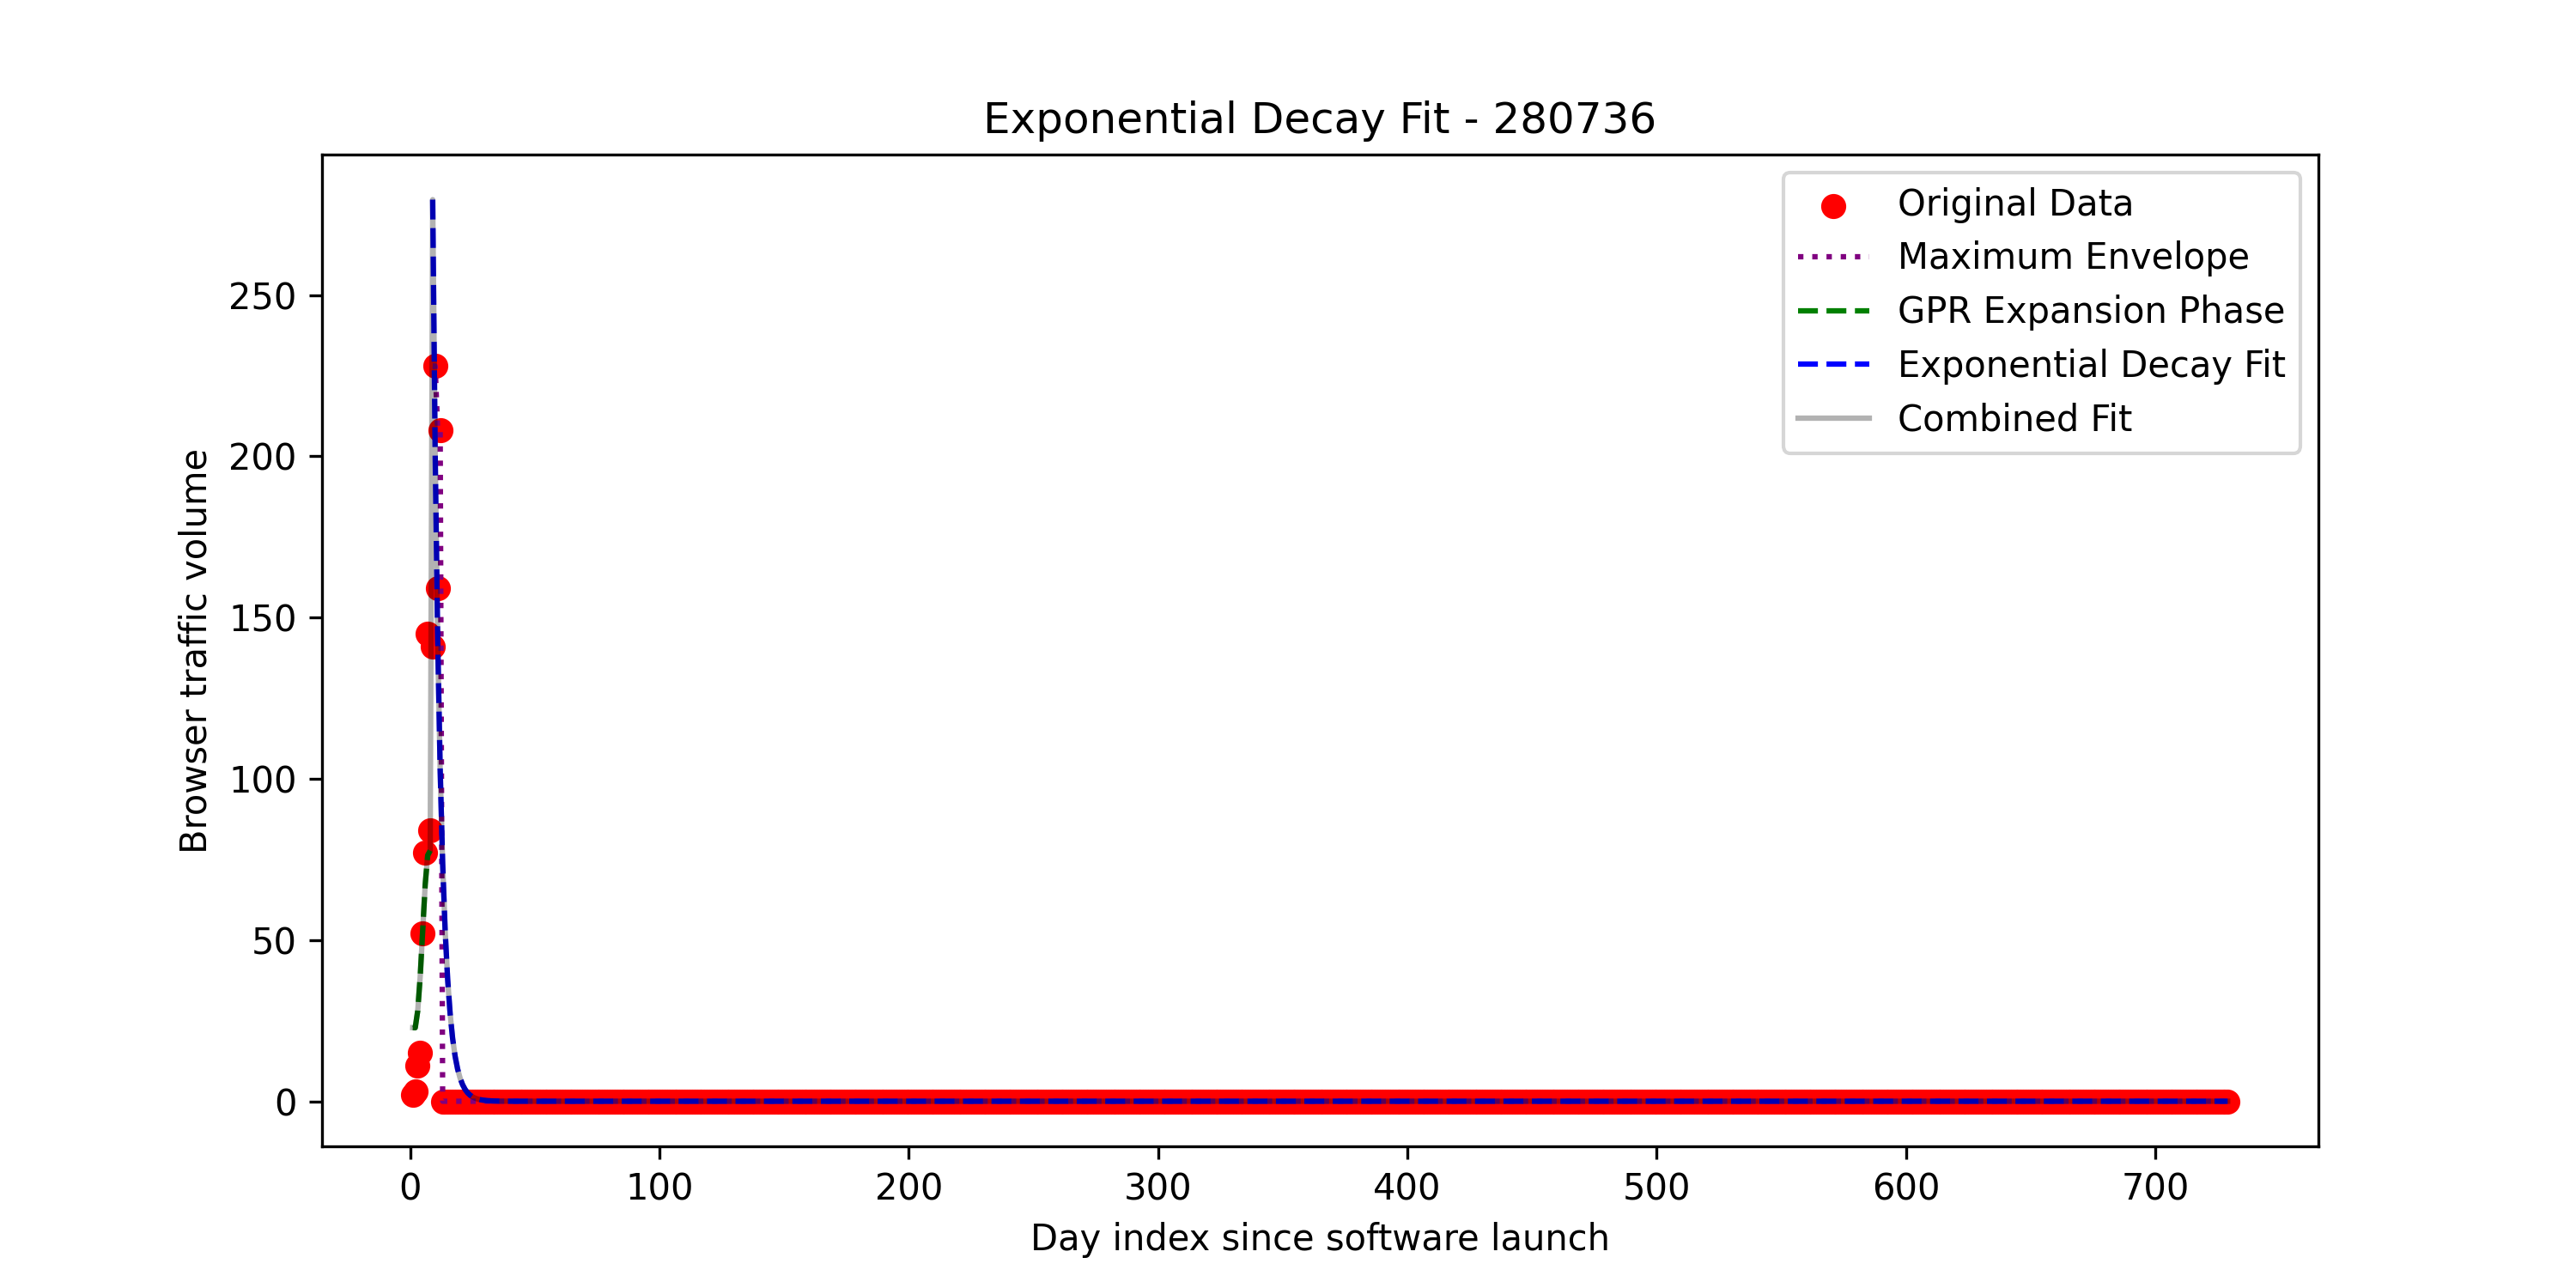 Exponential Decay Fit - 280736
Original Data
Maximum Envelope
GPR Expansion Phase
Exponential Decay Fit
Combined Fit
Browser traffic volume
250
200
150
100
50
0
0 100 200 300 400 500 600 700
Day index since software launch